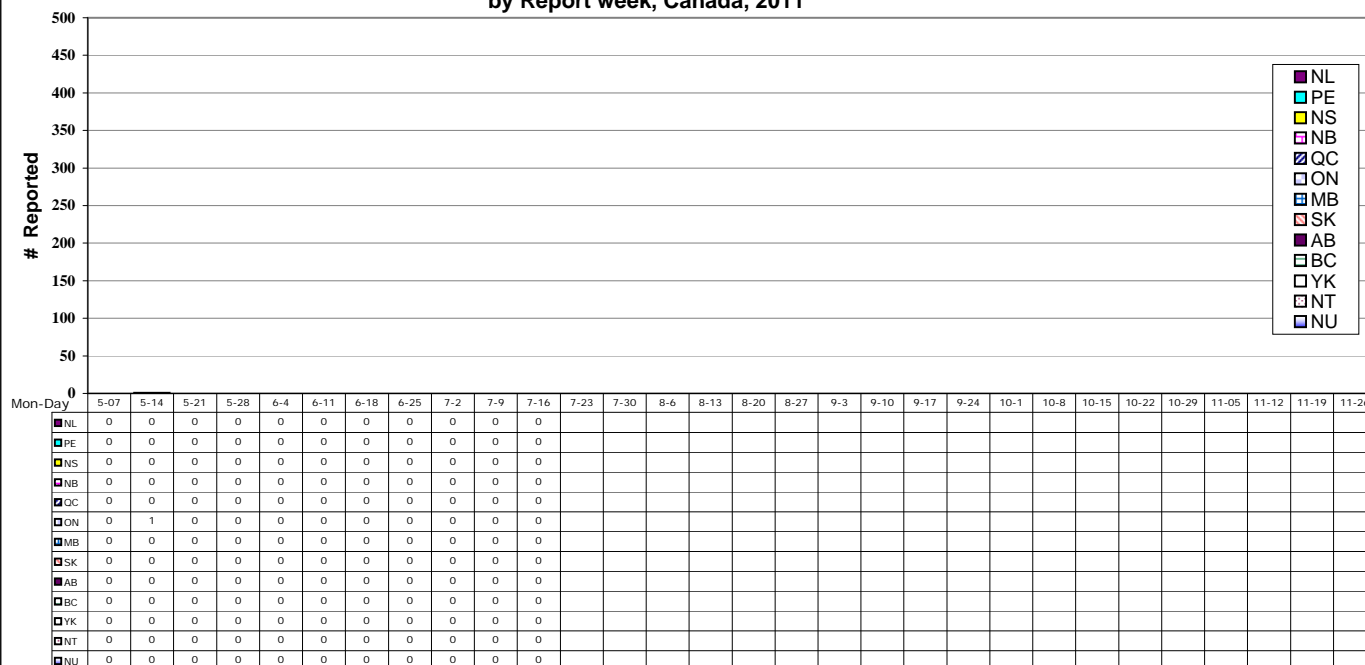 by Report week, Canada, 2011
# Reported
500
450
400
350
300
250
200
150
100
50
0
NL
PE
NS
NB
QC
ON
MB
SK
AB
BC
YK
NT
NU
Mon-Day 5-07 5-14 5-21 5-28 6-4 6-11 6-18 6-25 7-2 7-9 7-16 7-23 7-30 8-6 8-13 8-20 8-27 9-3 9-10 9-17 9-24 10-1 10-8 10-15 10-22 10-29 11-05 11-12 11-19 11-26
NL 0 0 0 0 0 0 0 0 0 0 0
PE 0 0 0 0 0 0 0 0 0 0 0
NS 0 0 0 0 0 0 0 0 0 0 0
NB 0 0 0 0 0 0 0 0 0 0 0
QC 0 0 0 0 0 0 0 0 0 0 0
ON 0 1 0 0 0 0 0 0 0 0 0
MB 0 0 0 0 0 0 0 0 0 0 0
SK 0 0 0 0 0 0 0 0 0 0 0
AB 0 0 0 0 0 0 0 0 0 0 0
BC 0 0 0 0 0 0 0 0 0 0 0
YK 0 0 0 0 0 0 0 0 0 0 0
NT 0 0 0 0 0 0 0 0 0 0 0
NU 0 0 0 0 0 0 0 0 0 0 0